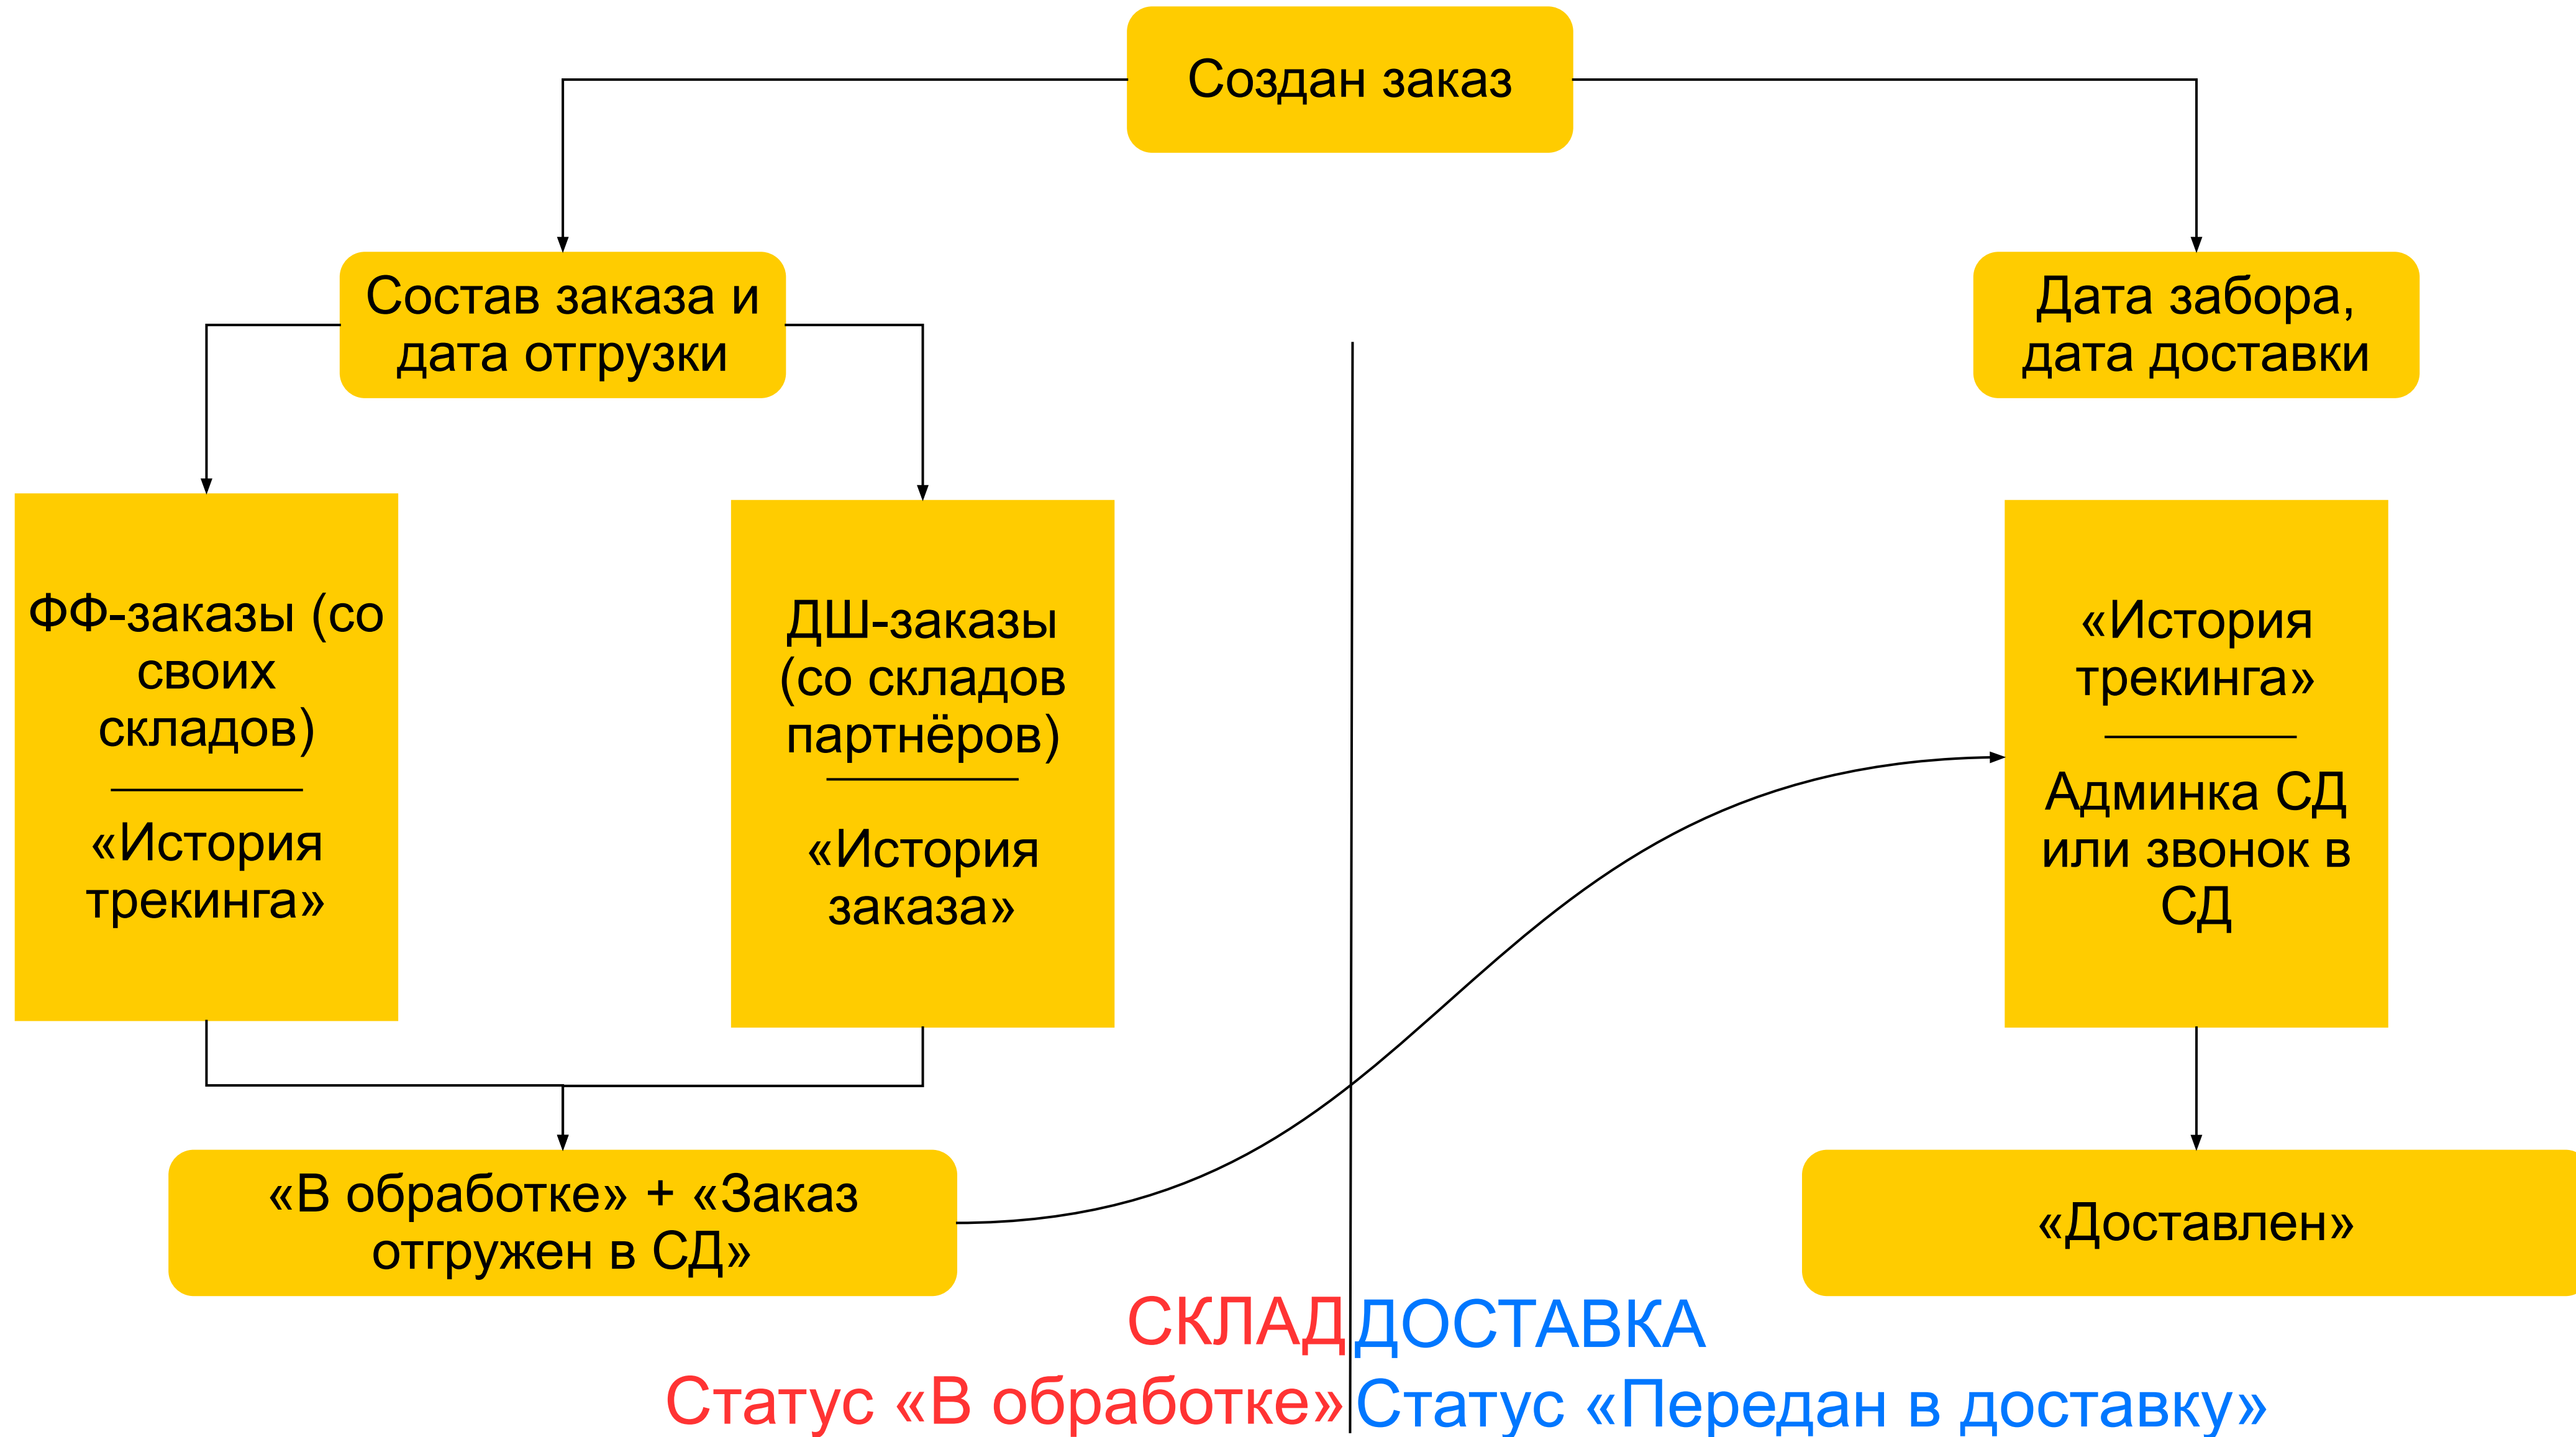 Создан заказ
Состав заказа и
дата отгрузки
Дата забора,
дата доставки
ФФ-заказы (со
своих
складов)
«История
трекинга»
ДШ-заказы
(со складов
партнёров)
«История
заказа»
«История
трекинга»
Админка СД
или звонок в
СД
«В обработке» + «Заказ
отгружен в СД»
«Доставлен»
СКЛАД
ДОСТАВКА
Статус «В обработке»
Статус «Передан в доставку»